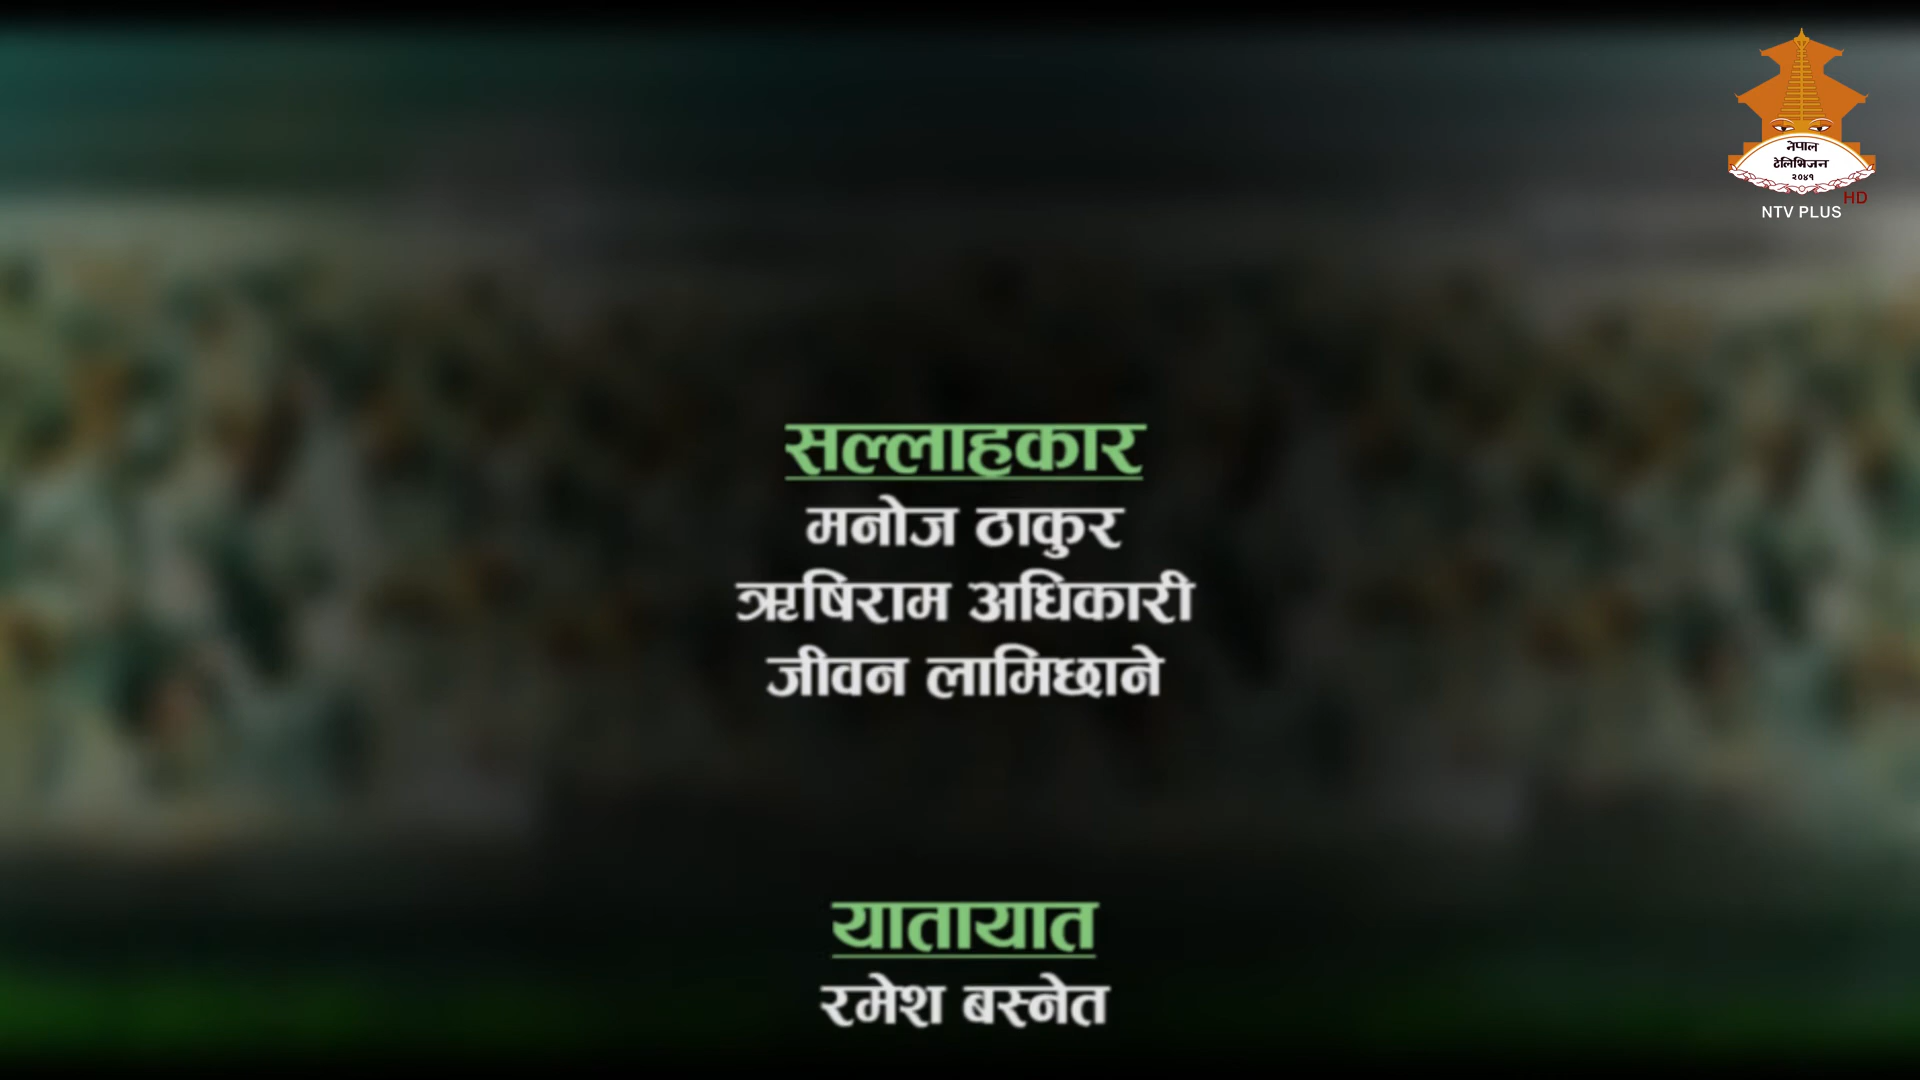 नेपाल
टेलिभिजन
२०४१
HD
NTV PLUS
सल्लाहकार
मनोज ठाकुर
ऋषिराम अधिकारी
जीवन लामिछाने
यातायात
रमेश बस्नेत